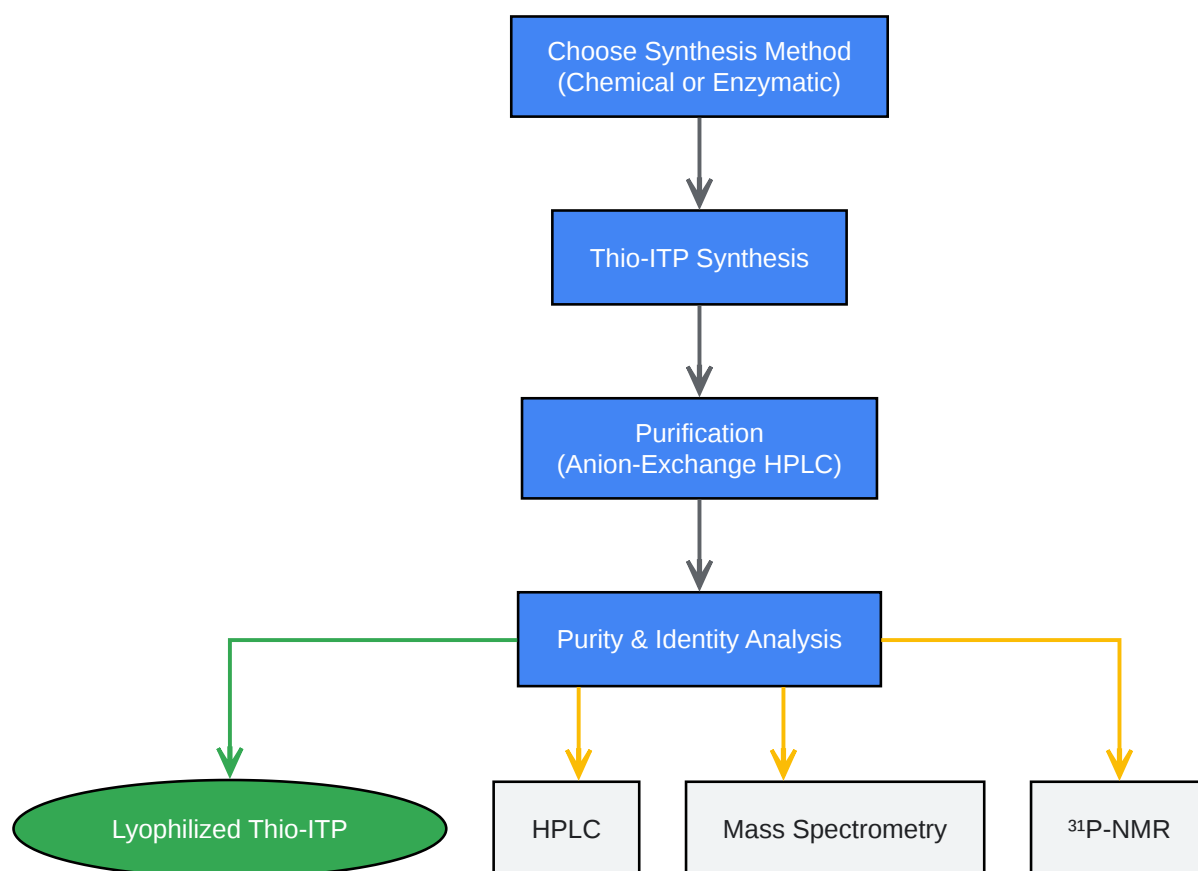 Choose Synthesis Method
(Chemical or Enzymatic)
Thio-ITP Synthesis
Purification
(Anion-Exchange HPLC)
Purity & Identity Analysis
Lyophilized Thio-ITP
HPLC
Mass Spectrometry
³¹P-NMR